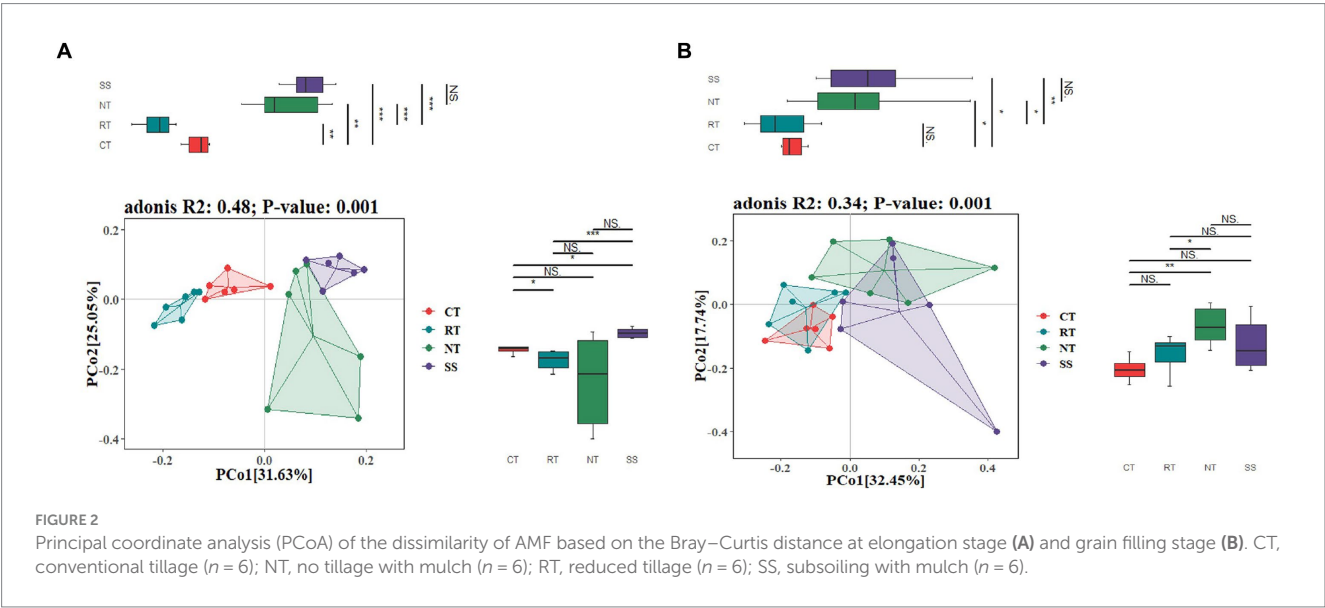 A
SS
NT
RT
CT
**
**
***
***
***
NS.
adonis R2: 0.48; P-value: 0.001
0.2
0.0
-0.2
-0.4
PCo2[25.05%]
-0.2
0.0
0.2
PCo1[31.63%]
CT
RT
NT
SS
NS.
***
NS.
*
NS.
*
CT
RT
NT
SS
B
SS
NT
RT
CT
NS.
*
*
*
**
NS.
adonis R2: 0.34; P-value: 0.001
0.2
0.0
-0.2
-0.4
PCo2[17.74%]
-0.2
0.0
0.2
0.4
PCo1[32.45%]
CT
RT
NT
SS
NS.
NS.
*
NS.
**
NS.
CT
RT
NT
SS
FIGURE 2
Principal coordinate analysis (PCoA) of the dissimilarity of AMF based on the Bray–Curtis distance at elongation stage (A) and grain filling stage (B). CT,
conventional tillage (n = 6); NT, no tillage with mulch (n = 6); RT, reduced tillage (n = 6); SS, subsoiling with mulch (n = 6).